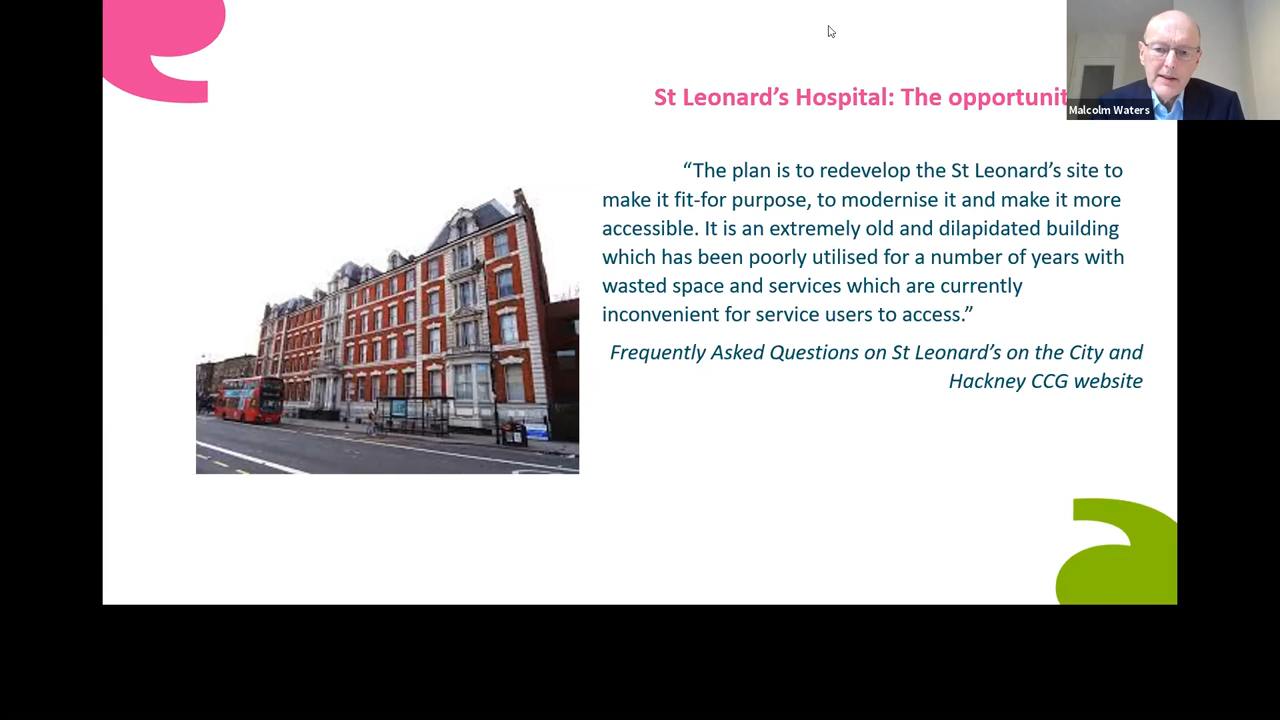 St Leonard’s Hospital: The opportunit
Malcolm Waters
“The plan is to redevelop the St Leonard’s site to
make it fit-for purpose, to modernise it and make it more
accessible. It is an extremely old and dilapidated building
which has been poorly utilised for a number of years with
wasted space and services which are currently
inconvenient for service users to access.”
Frequently Asked Questions on St Leonard’s on the City and
Hackney CCG website